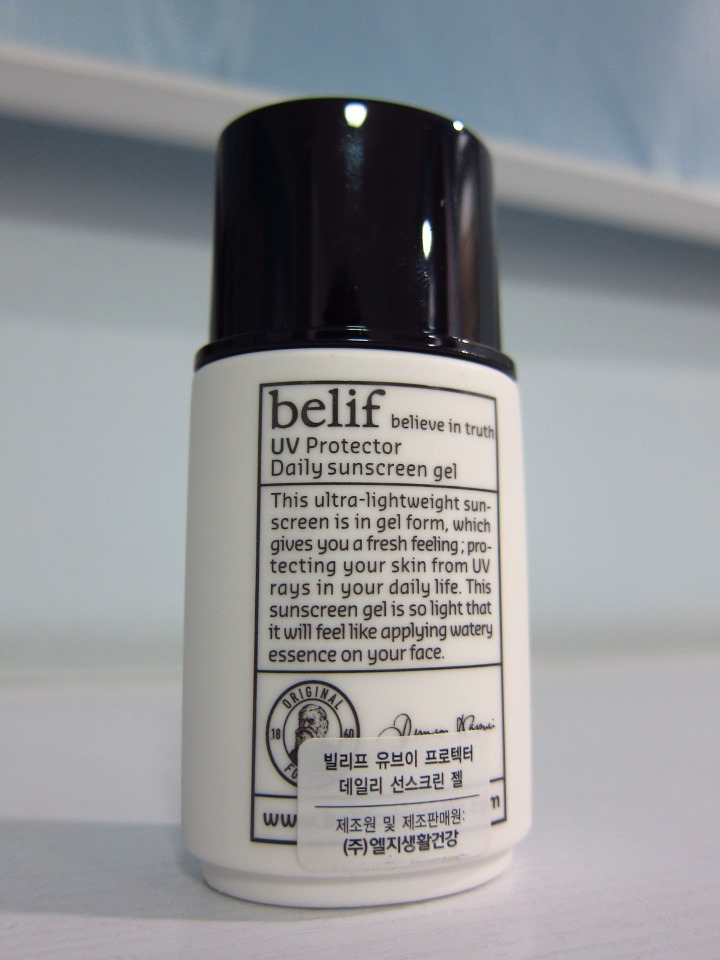 belif believe in truth
UV Protector
Daily sunscreen gel
This ultra-lightweight sun-
screen is in gel form, which
gives you a fresh feeling; pro-
tecting your skin from UV
rays in your daily life. This
sunscreen gel is so light that
it will feel like applying watery
essence on your face.
ORIGINAL
18 60
빌리프 유브이 프로텍터
데일리 선스크린 젤
제조원 및 제조판매원:
(주)엘지생활건강